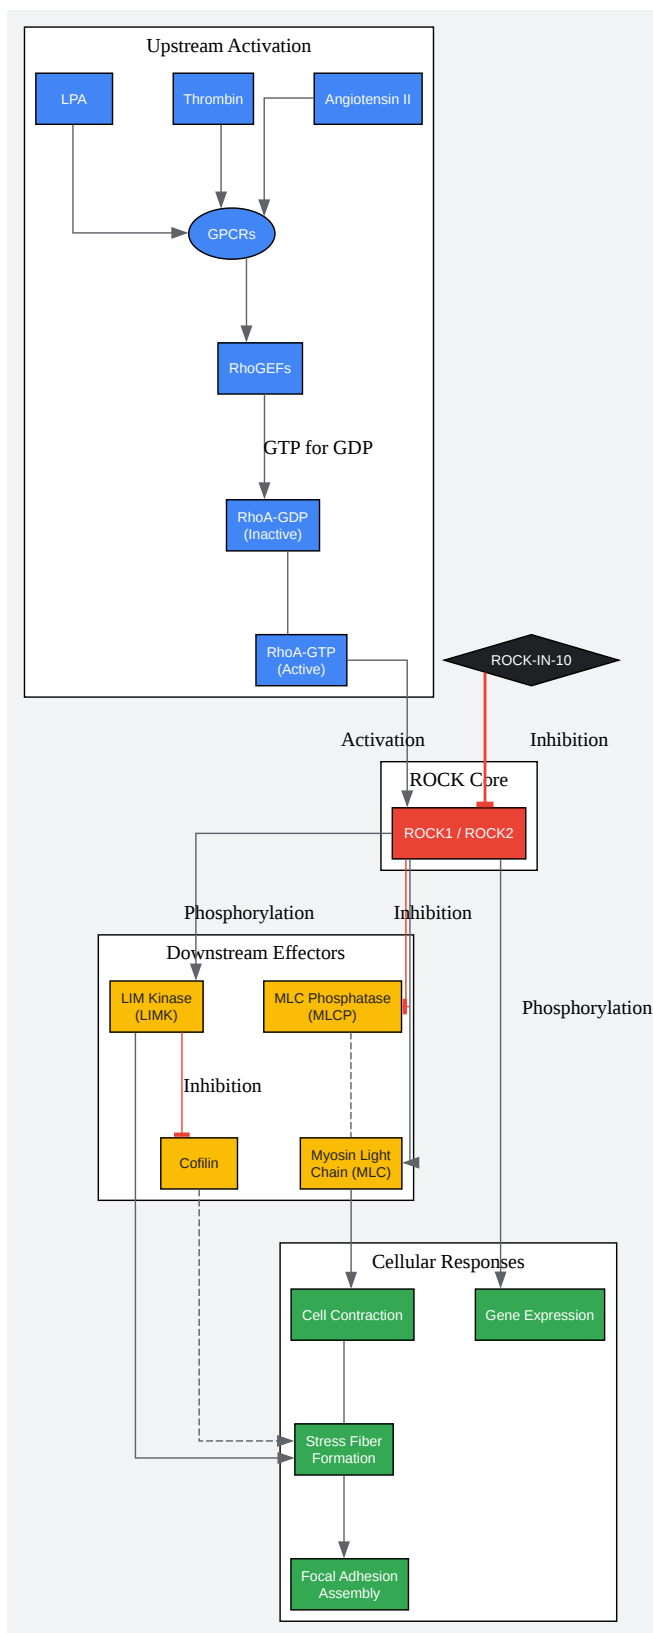 Upstream Activation
LPA
Thrombin
Angiotensin II
GPCRs
RhoGEFs
GTP for GDP
RhoA-GDP
(Inactive)
RhoA-GTP
(Active)
ROCK-IN-10
Activation
Inhibition
ROCK Core
ROCK1 / ROCK2
Phosphorylation
Inhibition
Downstream Effectors
LIM Kinase
(LIMK)
MLC Phosphatase
(MLCP)
Phosphorylation
Inhibition
Cofilin
Myosin Light
Chain (MLC)
Cellular Responses
Cell Contraction
Gene Expression
Stress Fiber
Formation
Focal Adhesion
Assembly